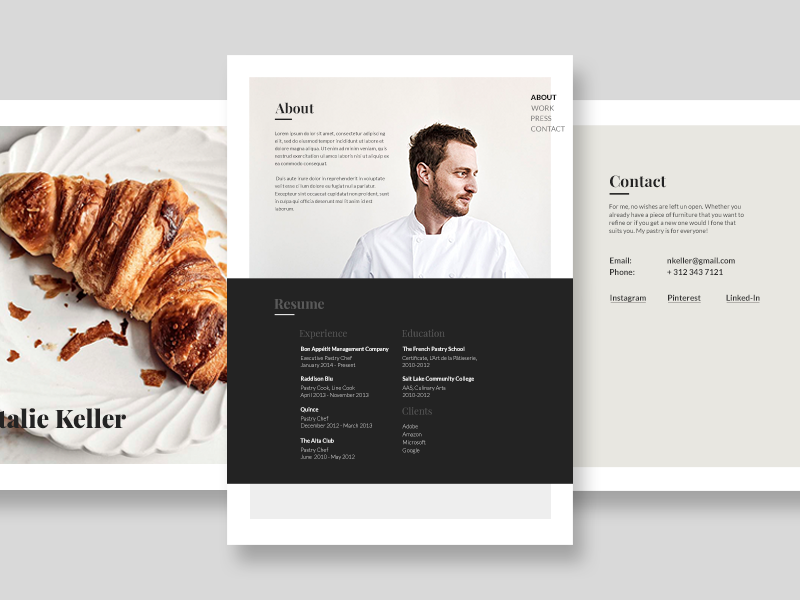 talie Keller
About
Lorem ipsum dolor sit amet, consectetur adipiscing
elit, sed do eiusmod tempor incididunt ut labore et
dolore magna aliqua. Ut enim ad minim veniam, quis
nostrud exercitation ullamco laboris nisi ut aliquip ex
ea commodo consequat.
Duis aute irure dolor in reprehenderit in voluptate
velit esse cillum dolore eu fugiat nulla pariatur.
Excepteur sint occaecat cupidatat non proident, sunt
in culpa qui officia deserunt mollit anim id est
laborum.
ABOUT
WORK
PRESS
CONTACT
Resume
Experience
Bon Appétit Management Company
Executive Pastry Chef
January 2014 - Present
Raddison Blu
Pastry Cook, Line Cook
April 2013 - November 2013
Quince
Pastry Chef
December 2012 - March 2013
The Alta Club
Pastry Chef
June 2010 - May 2012
Education
The French Pastry School
Certificate, L'Art de la Pâtisserie,
2010-2012
Salt Lake Community College
AAS, Culinary Arts
2010-2012
Clients
Adobe
Amazon
Microsoft
Google
Contact
For me, no wishes are left un open. Whether you
already have a piece of furniture that you want to
refine or if you get a new one would I fone that
suits you. My pastry is for everyone!
Email: nkeller@gmail.com
Phone: + 312 343 7121
Instagram Pinterest Linked-In